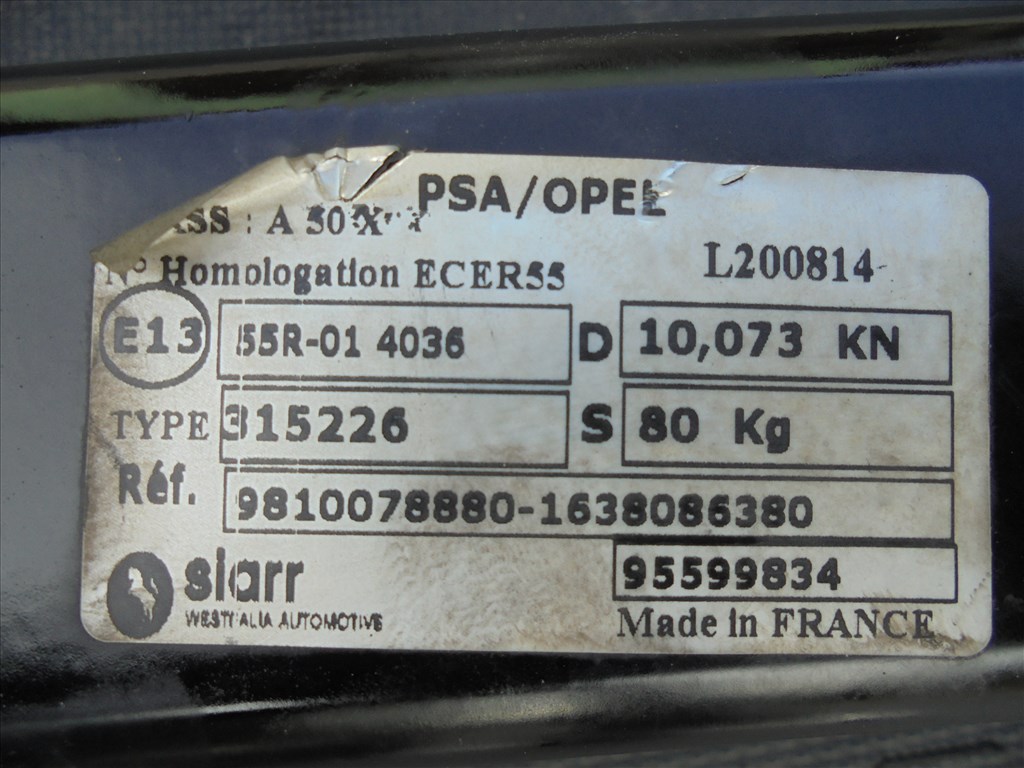 PSA/OPEL
ASS : A 50 X
N° Homologation ECER55
L200814
E13 55R-01 4036 D 10,073 KN
TYPE 315226 S 80 Kg
Réf. 9810078880-1638086380
siarr
WESTFALIA AUTOMOTIVE
95599834
Made in FRANCE